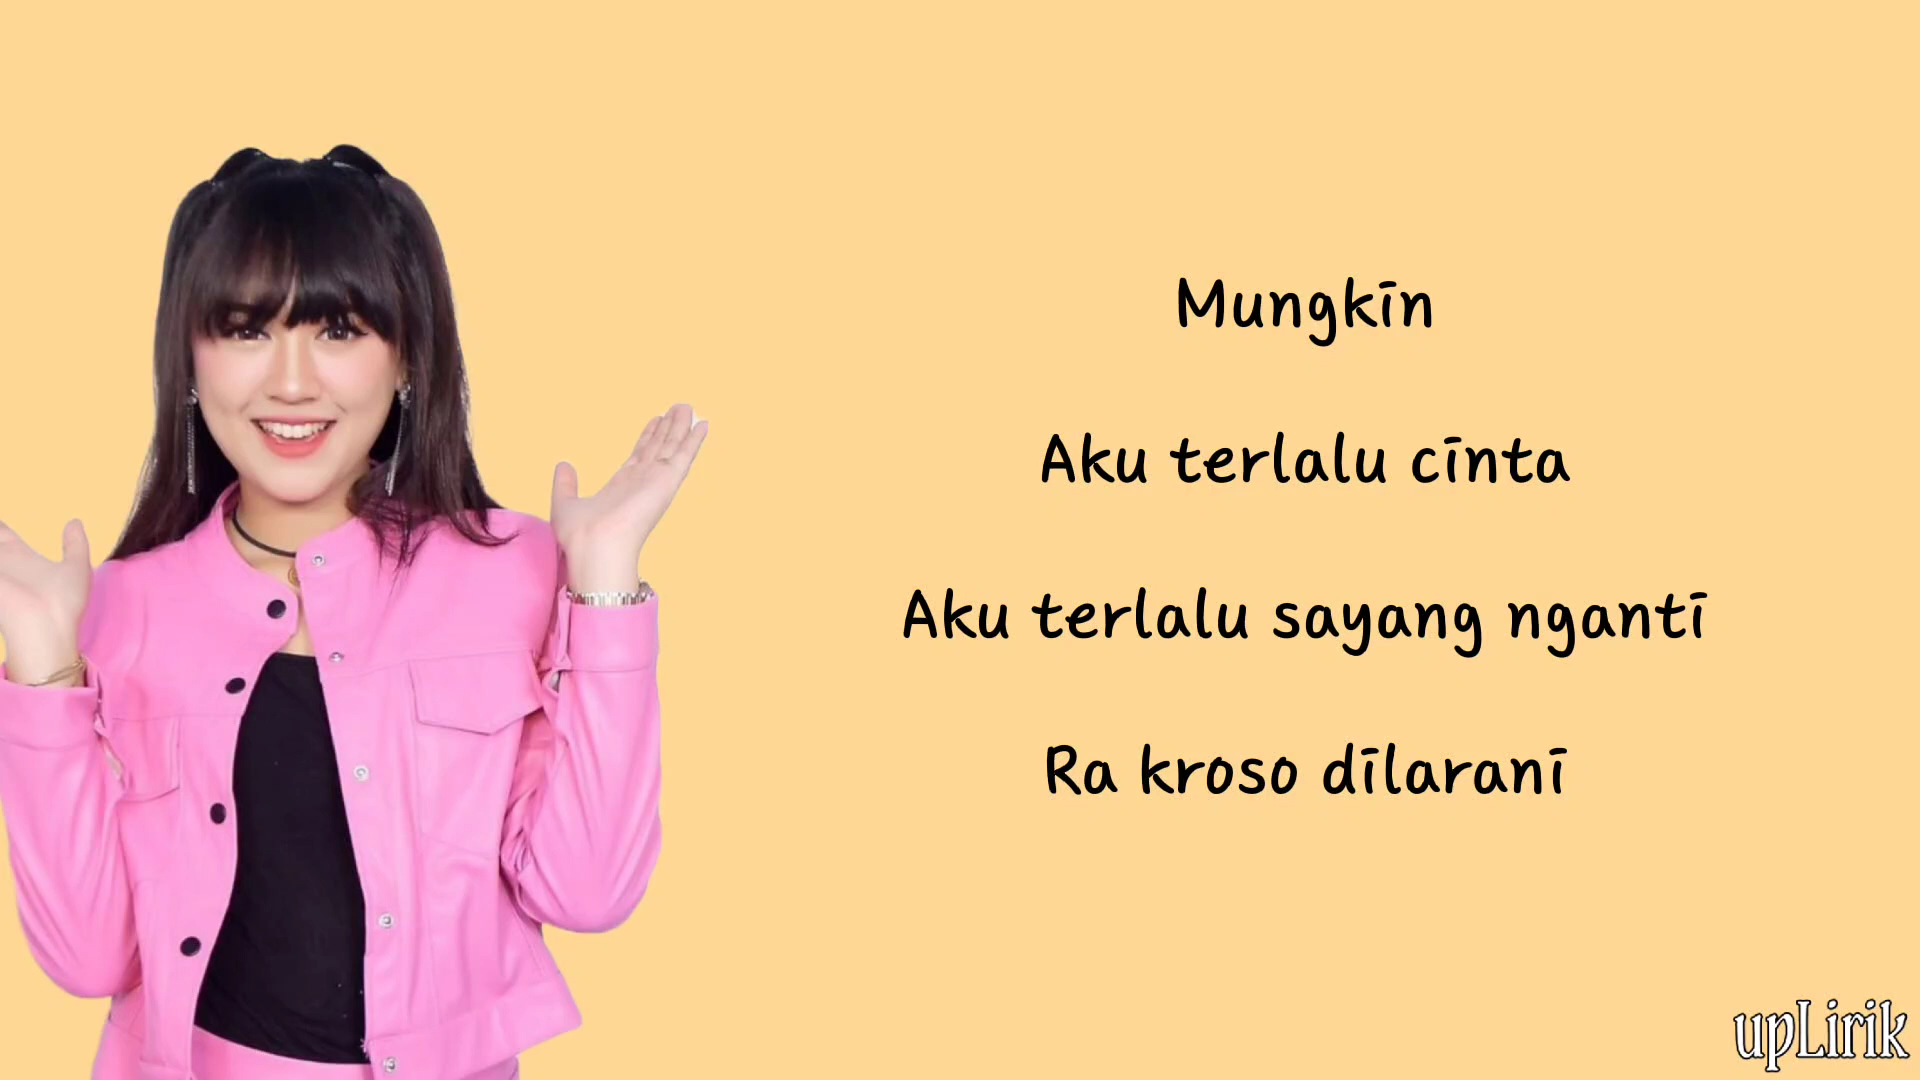 Mungkin
Aku terlalu cinta
Aku terlalu sayang nganti
Ra kroso dilarani
upLirik